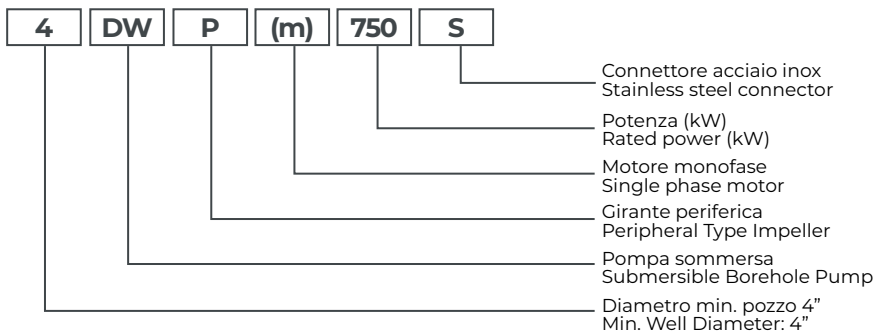 4 DW P (m) 750 S
Connettore acciaio inox
Stainless steel connector
Potenza (kW)
Rated power (kW)
Motore monofase
Single phase motor
Girante periferica
Peripheral Type Impeller
Pompa sommersa
Submersible Borehole Pump
Diametro min. pozzo 4”
Min. Well Diameter: 4”